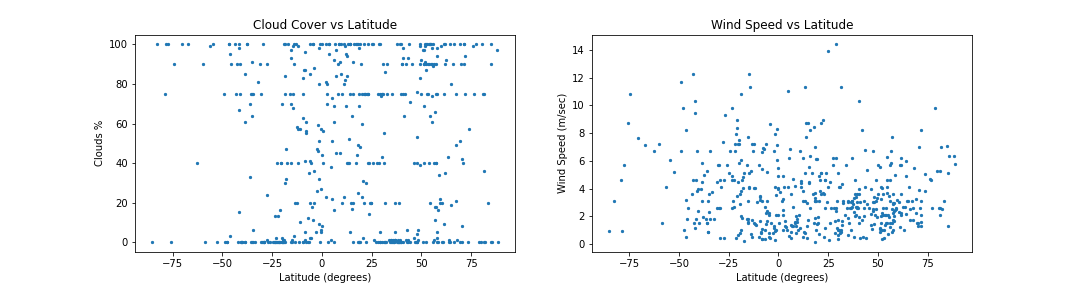 Cloud Cover vs Latitude
100
80
60
40
20
0
Clouds %
−75 −50 −25 0 25 50 75
Latitude (degrees)
Wind Speed vs Latitude
14
12
10
8
6
4
2
0
Wind Speed (m/sec)
−75 −50 −25 0 25 50 75
Latitude (degrees)